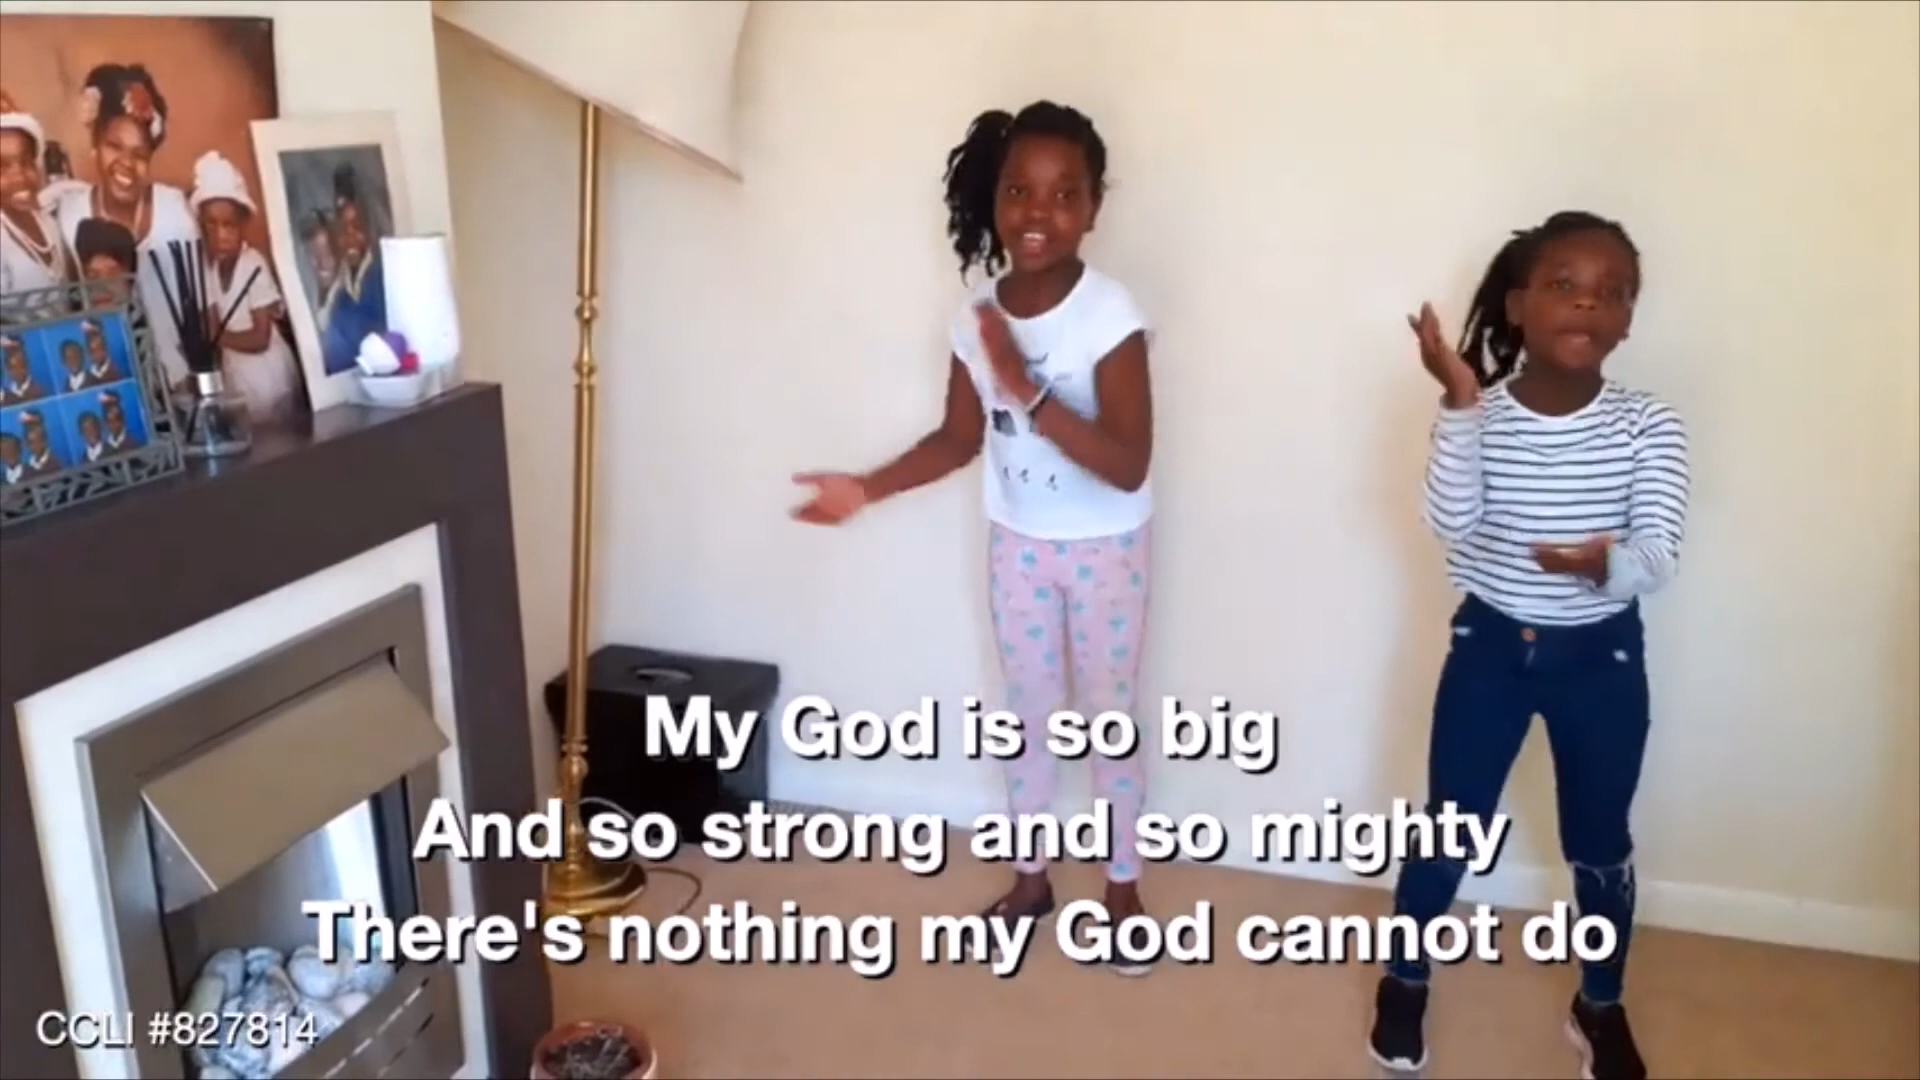 My God is so big
And so strong and so mighty
There's nothing my God cannot do
CCLI #827814